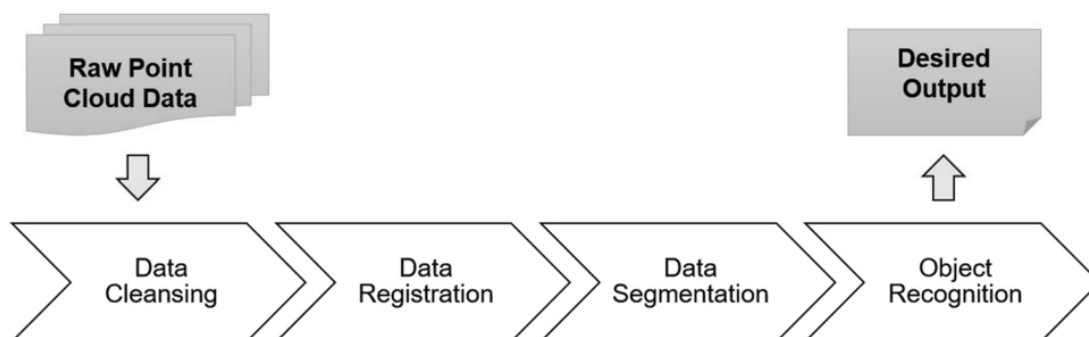 Raw Point
Cloud Data
Desired
Output
Data
Cleansing
Data
Registration
Data
Segmentation
Object
Recognition